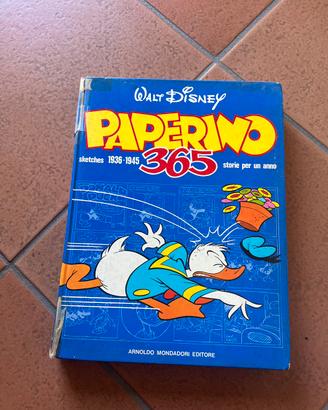 WALT DISNEY
PAPERINO
sketches 1936-1945 365 storie per un anno
ARNOLDO MONDADORI EDITORE